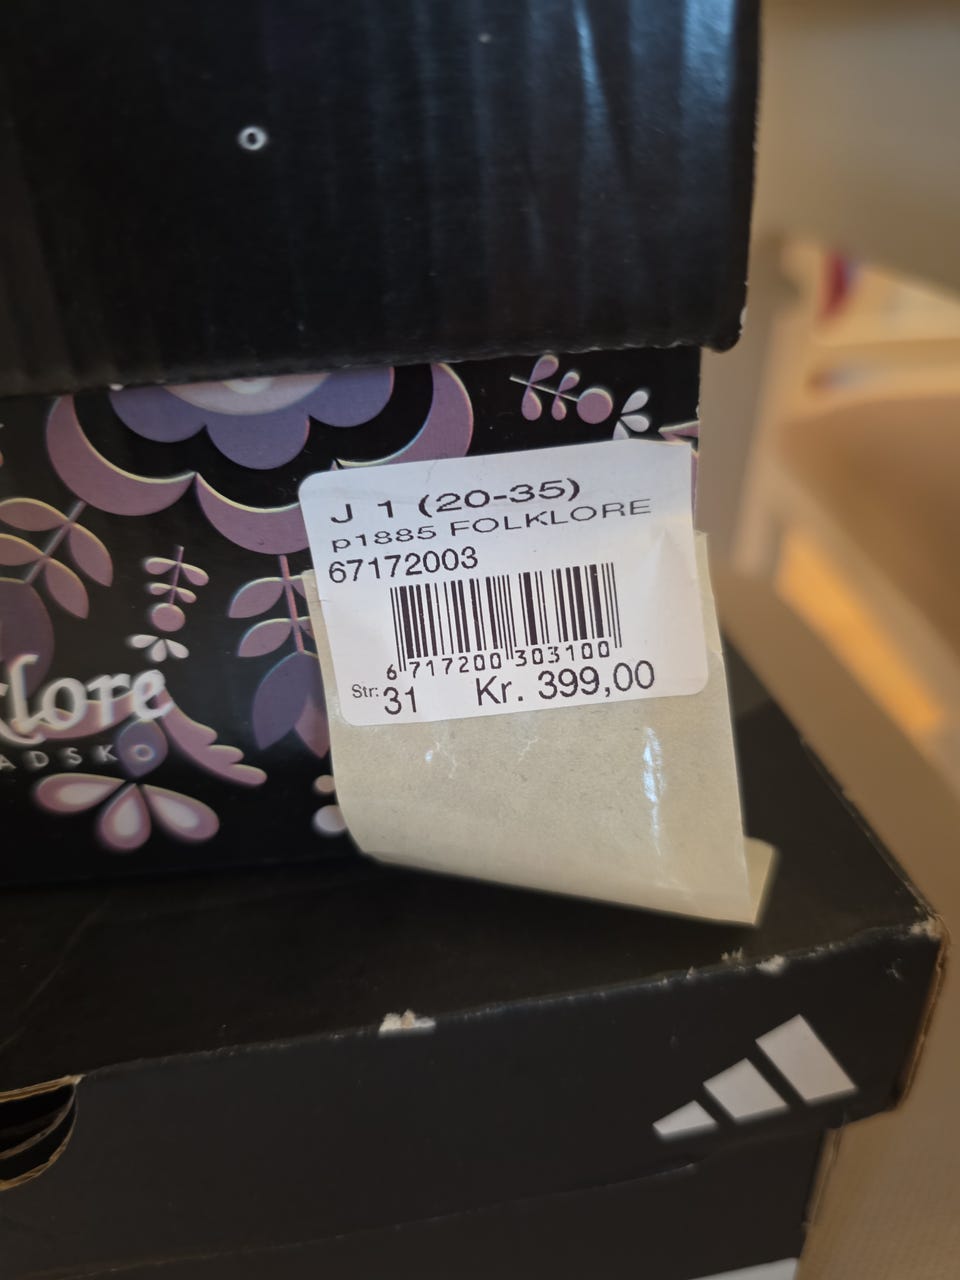 J 1 (20-35)
p1885 FOLKLORE
67172003
6 717200 303100
Str: 31 Kr. 399,00
klore
ADSKO